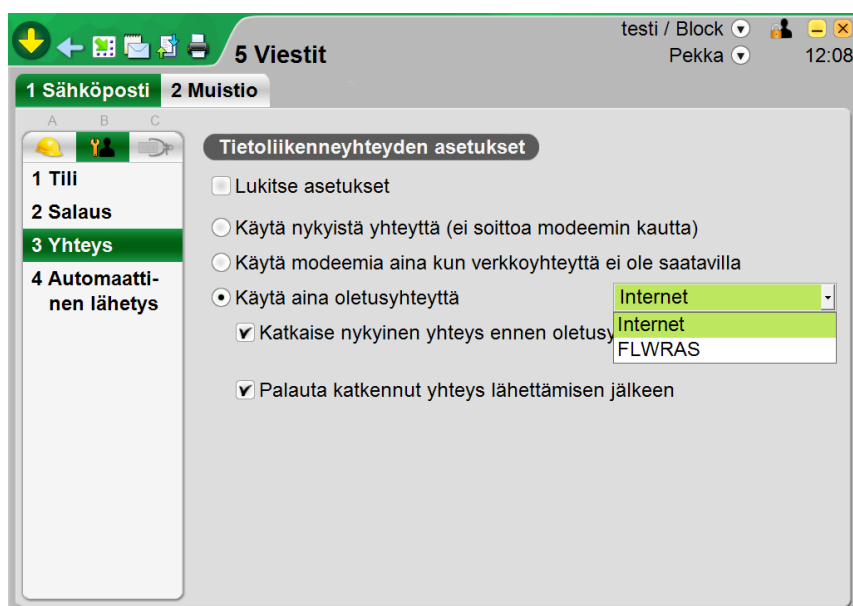 testi / Block
5 Viestit
Pekka
12:08
1 Sähköposti
2 Muistio
A B C
Tietoliikenneyhteyden asetukset
1 Tili
Lukitse asetukset
2 Salaus
Käytä nykyistä yhteyttä (ei soittoa modeemin kautta)
3 Yhteys
Käytä modeemia aina kun verkkoyhteyttä ei ole saatavilla
4 Automaatti-
nen lähetys
Käytä aina oletusyhteyttä
Internet
Katkaise nykyinen yhteys ennen
Internet
FLWRAS
Palauta katkennut yhteys lähettämisen jälkeen